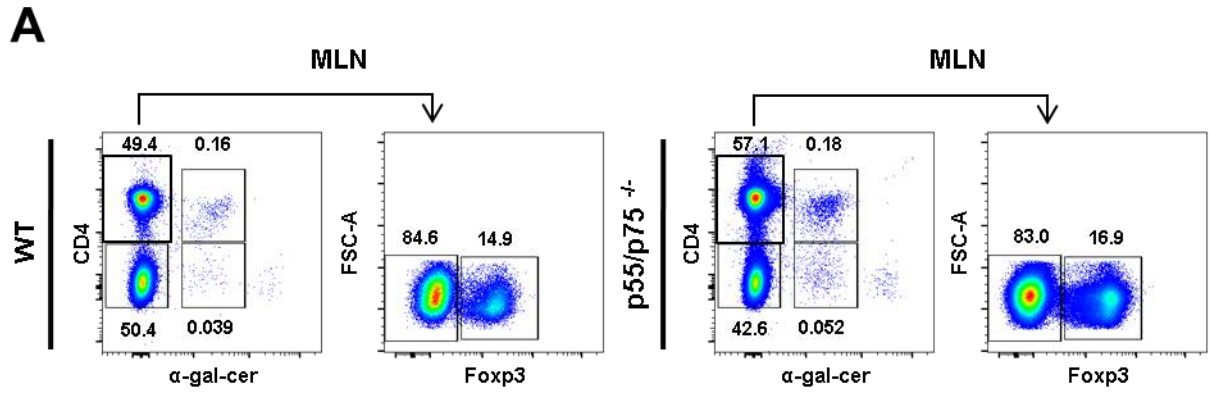 A
MLN
MLN
WT
CD4
49.4
0.16
50.4
0.039
α-gal-cer
FSC-A
84.6
14.9
Foxp3
p55/p75 -/-
CD4
57.1
0.18
42.6
0.052
α-gal-cer
FSC-A
83.0
16.9
Foxp3